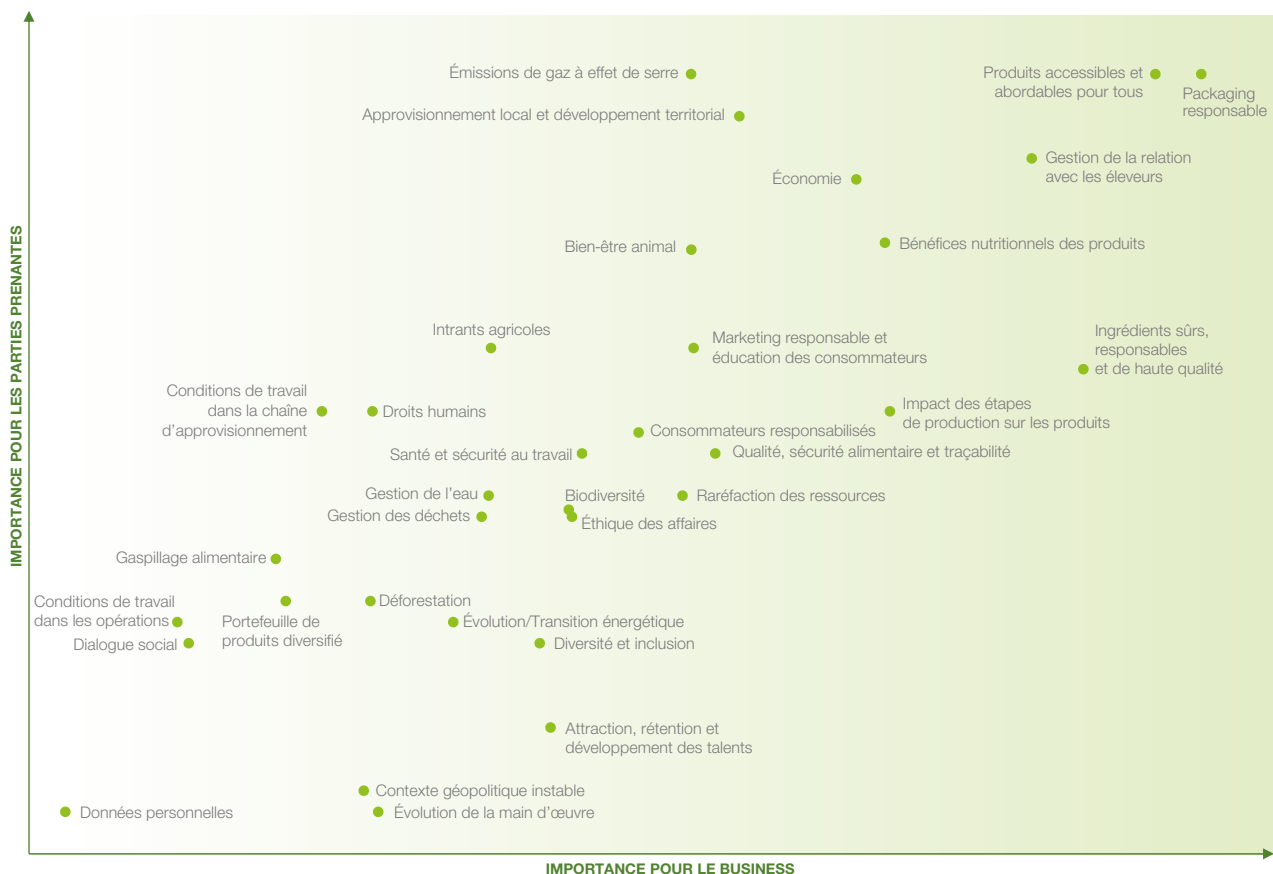 Émissions de gaz à effet de serre
Produits accessibles et
abordables pour tous
Packaging
responsable
Approvisionnement local et développement territorial
Gestion de la relation
avec les éleveurs
Économie
Bien-être animal
Bénéfices nutritionnels des produits
Intrants agricoles
Marketing responsable et
éducation des consommateurs
Ingrédients sûrs,
responsables
et de haute qualité
Conditions de travail
dans la chaîne
d’approvisionnement
Droits humains
Impact des étapes
de production sur les produits
Consommateurs responsabilisés
Santé et sécurité au travail
Qualité, sécurité alimentaire et traçabilité
Gestion de l’eau
Biodiversité
Raréfaction des ressources
Gestion des déchets
Éthique des affaires
Gaspillage alimentaire
Conditions de travail
dans les opérations
Portefeuille de
produits diversifié
Déforestation
Évolution/Transition énergétique
Dialogue social
Diversité et inclusion
Attraction, rétention et
développement des talents
Contexte géopolitique instable
Données personnelles
Évolution de la main d’œuvre
IMPORTANCE POUR LES PARTIES PRENANTES
IMPORTANCE POUR LE BUSINESS